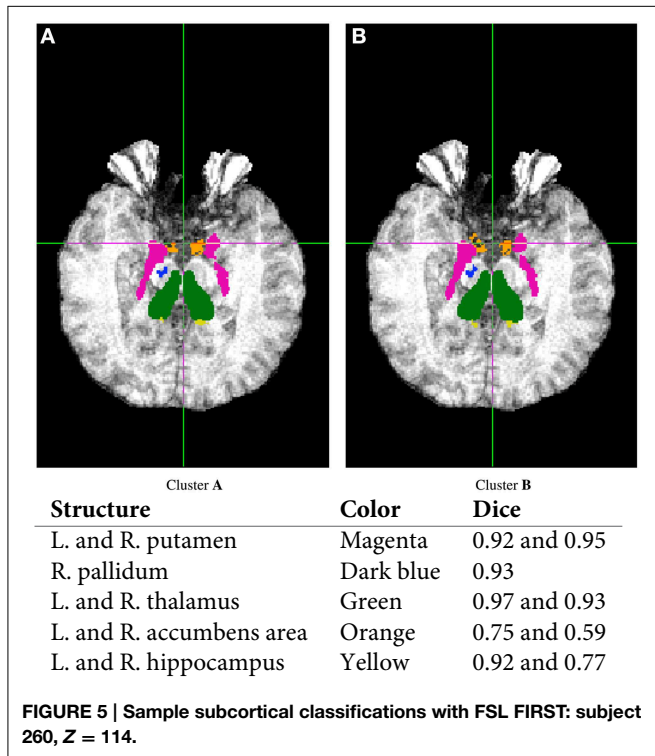 A B
Cluster A Cluster B
Structure Color Dice
L. and R. putamen Magenta 0.92 and 0.95
R. pallidum Dark blue 0.93
L. and R. thalamus Green 0.97 and 0.93
L. and R. accumbens area Orange 0.75 and 0.59
L. and R. hippocampus Yellow 0.92 and 0.77
FIGURE 5 | Sample subcortical classifications with FSL FIRST: subject
260, Z = 114.